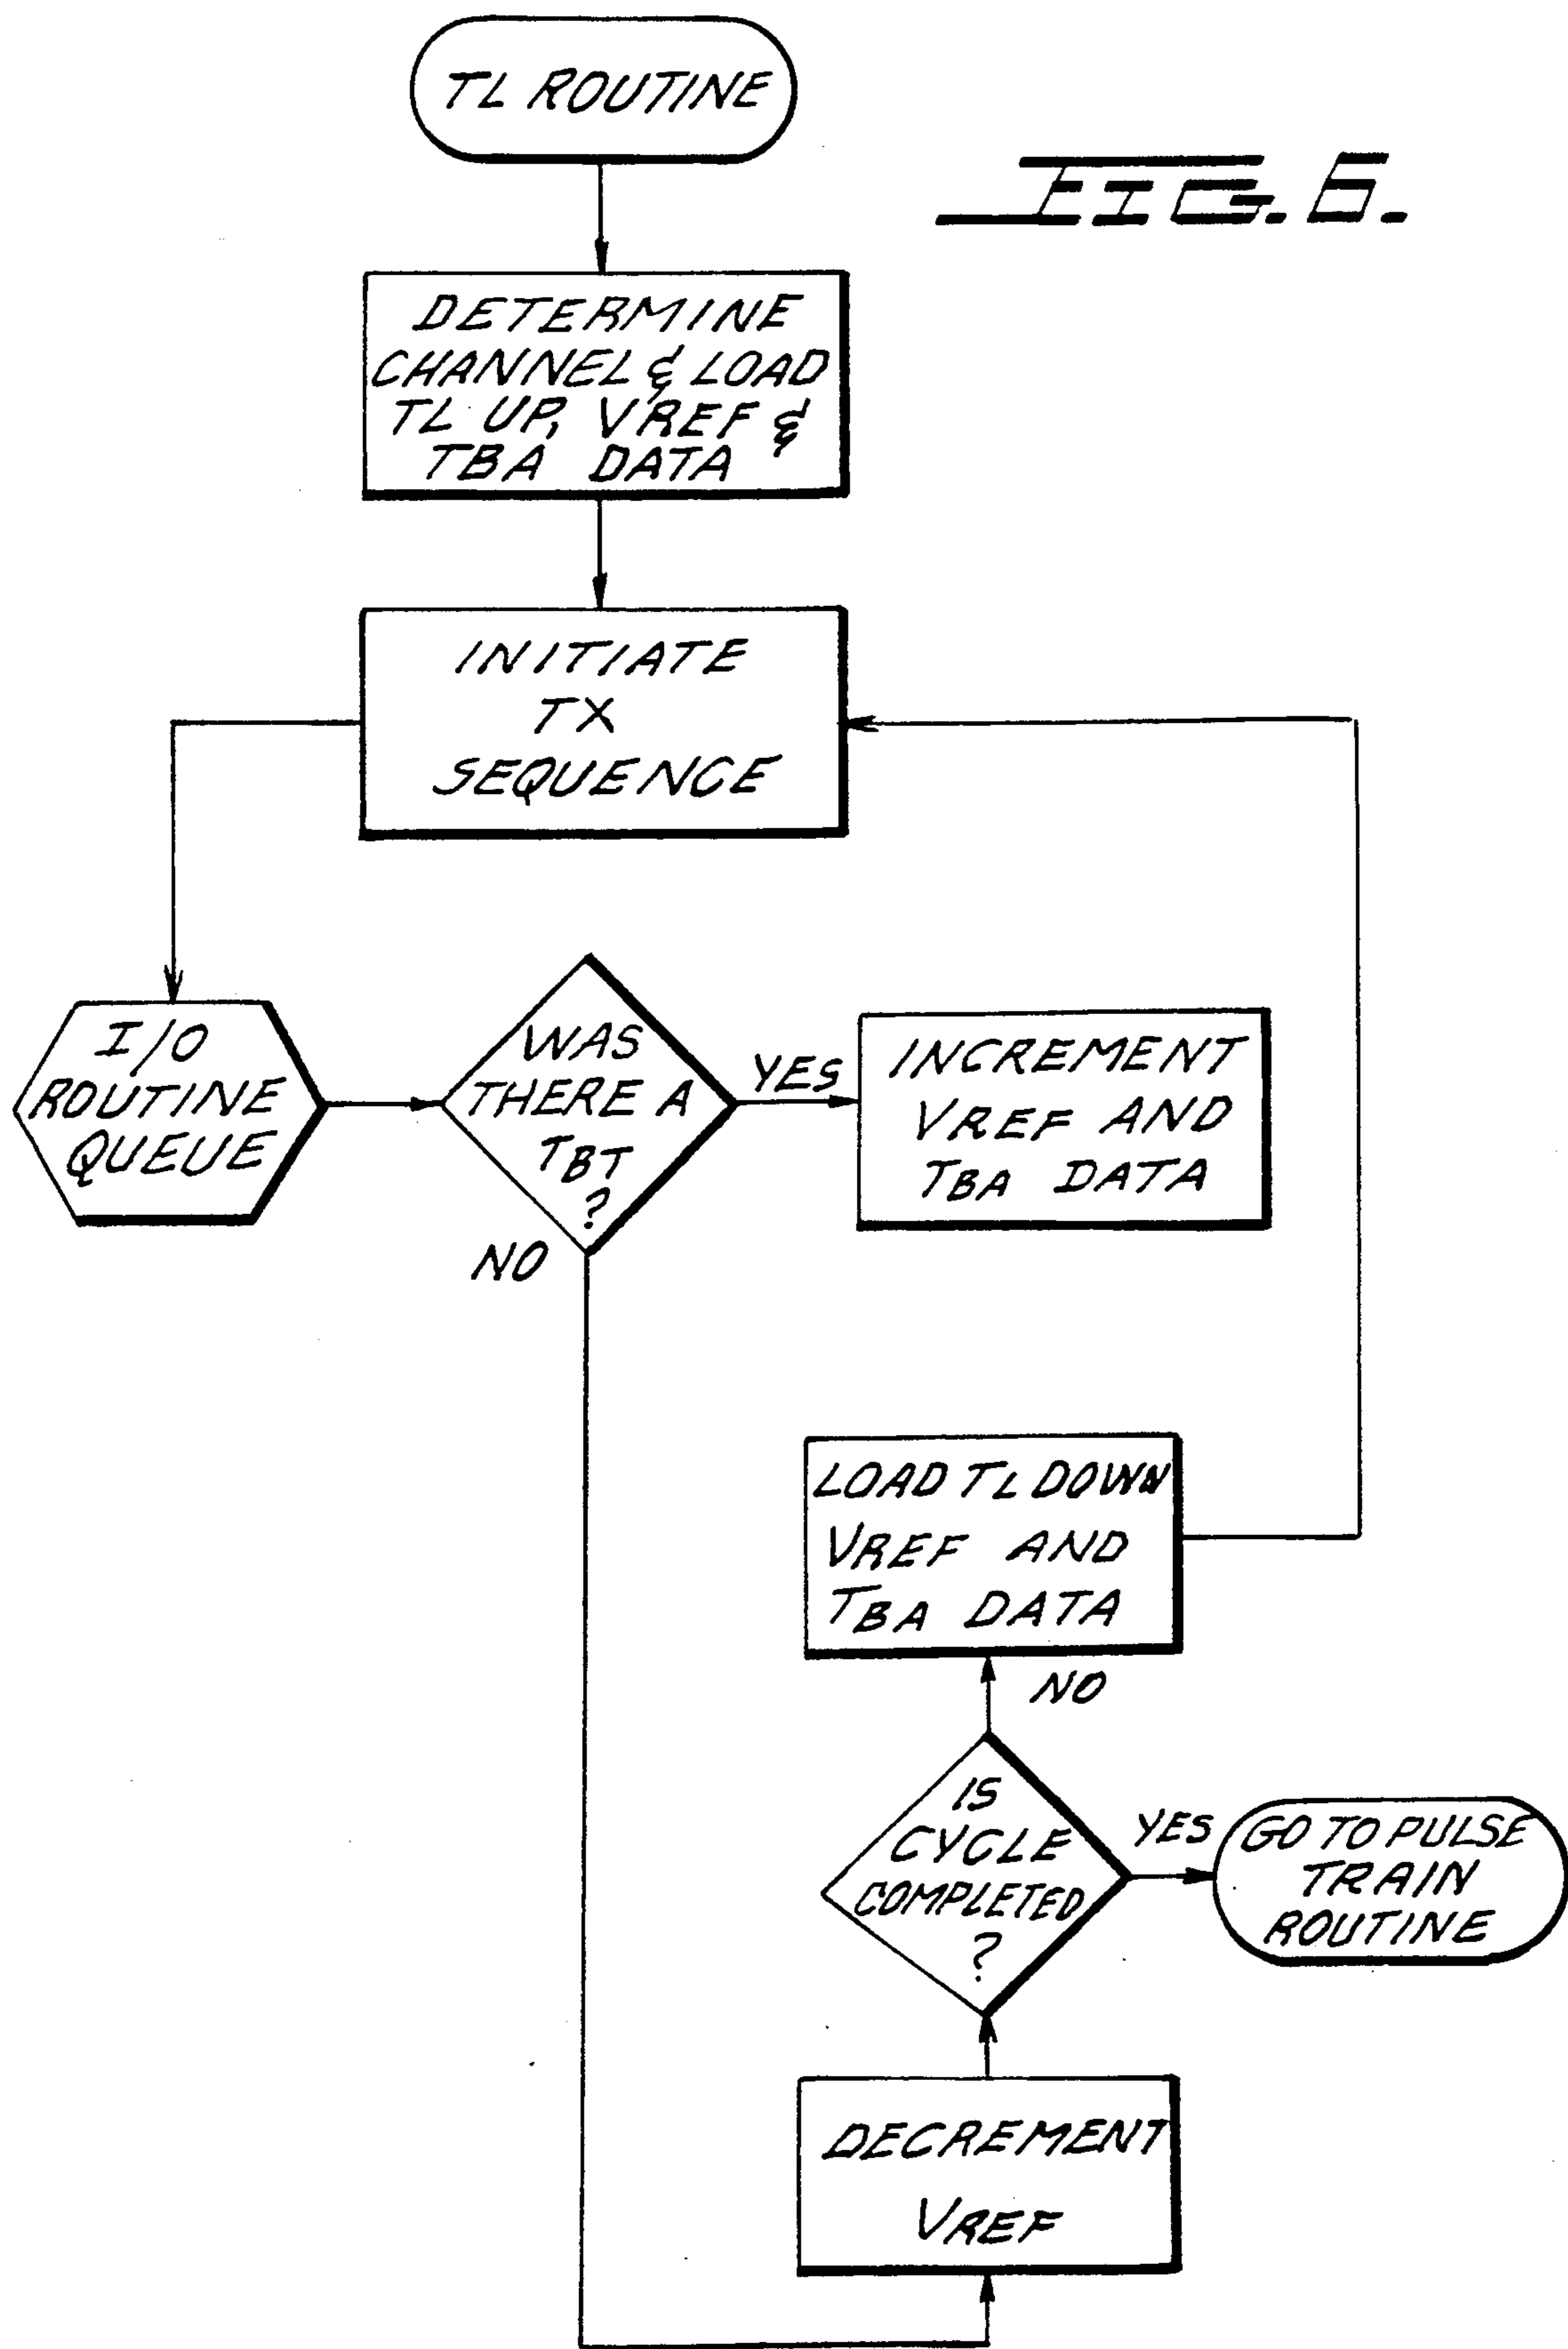 TL ROUTINE
FIG. 6.
DETERMINE
CHANNEL & LOAD
TL UP, VREF &
TBA DATA
INITIATE
TX
SEQUENCE
I/O
ROUTINE
QUEUE
WAS
THERE A
TBT
?
YES
INCREMENT
VREF AND
TBA DATA
NO
LOAD TL DOWN
VREF AND
TBA DATA
NO
IS
CYCLE
COMPLETED
?
YES
GO TO PULSE
TRAIN
ROUTINE
DECREMENT
VREF